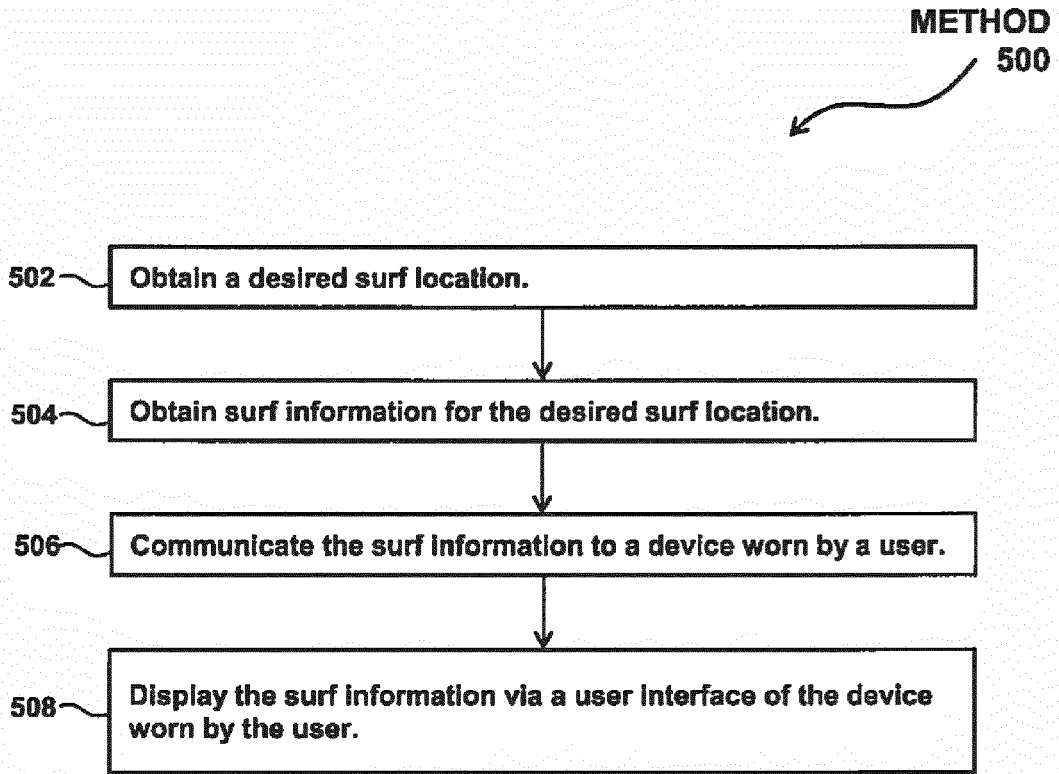 METHOD
500
502 Obtain a desired surf location.
504 Obtain surf information for the desired surf location.
506 Communicate the surf information to a device worn by a user.
508 Display the surf information via a user interface of the device
worn by the user.